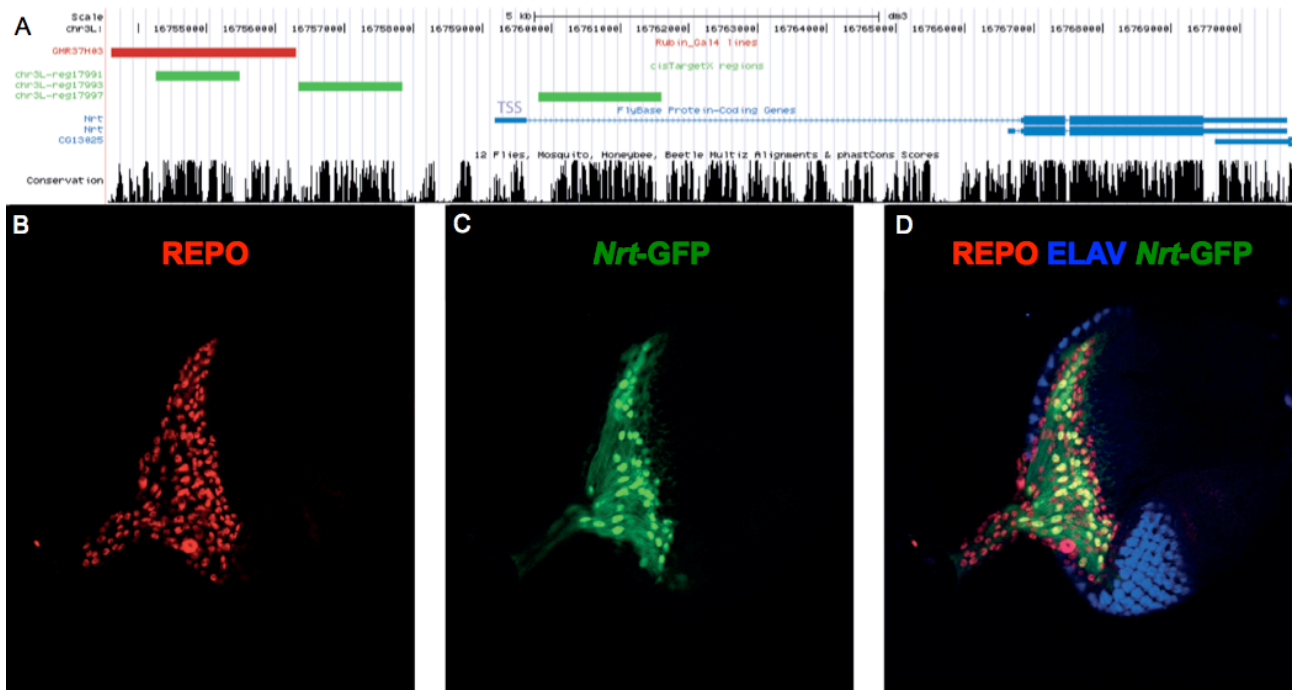 A
Scale 5 kb dm3
chr3L: 16755000 16756000 16757000 16758000 16759000 16760000 16761000 16762000 16763000 16764000 16765000 16766000 16767000 16768000 16769000 16770000
Rubin_Gal4 lines
GMR37H03
cisTargetX regions
chr3L-reg17991
chr3L-reg17993
chr3L-reg17997
TSS
FlyBase Protein-Coding Genes
Nrt
Nrt
CG13025
12 Flies, Mosquito, Honeybee, Beetle Multiz Alignments & phastCons Scores
Conservation
B
REPO
C
Nrt-GFP
D
REPO ELAV Nrt-GFP